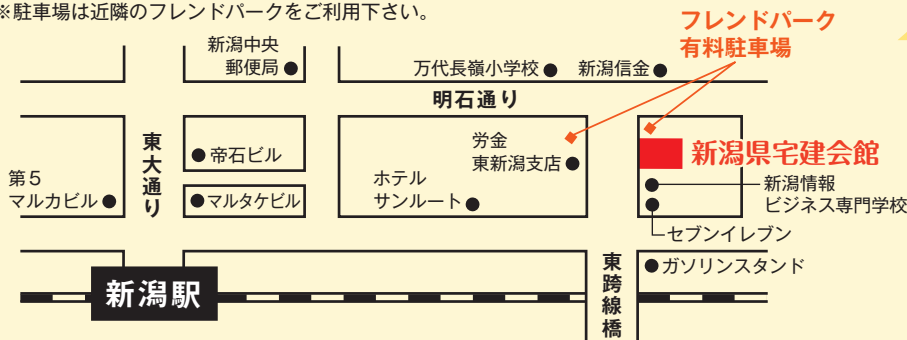 ※駐車場は近隣のフレンドパークをご利用下さい。
フレンドパーク
有料駐車場
新潟中央
郵便局
万代長嶺小学校
新潟信金
明石通り
東大通り
帝石ビル
マルタケビル
第5
マルカビル
労金
東新潟支店
ホテル
サンルート
新潟県宅建会館
新潟情報
ビジネス専門学校
セブンイレブン
東跨線橋
ガソリンスタンド
新潟駅